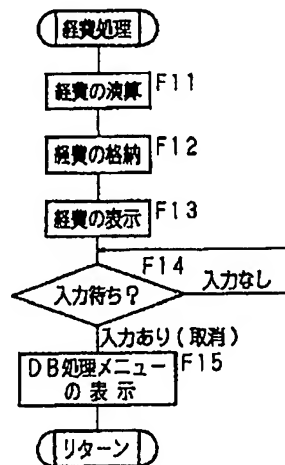 経費処理
経費の演算 F11
経費の格納 F12
経費の表示 F13
F14
入力待ち? 入力なし
入力あり(取消)
DB処理メニュー F15
の表示
リターン